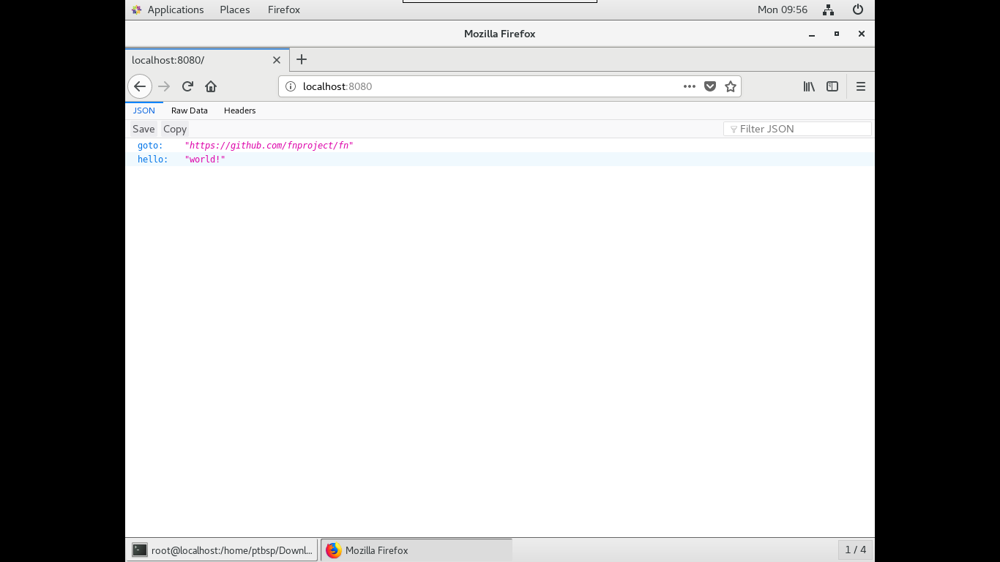 Applications Places Firefox Mon 09:56
Mozilla Firefox
localhost:8080/
localhost:8080
JSON Raw Data Headers
Save Copy Filter JSON
goto: "https://github.com/fnproject/fn"
hello: "world!"
root@localhost:/home/ptbsp/Downl... Mozilla Firefox 1 / 4